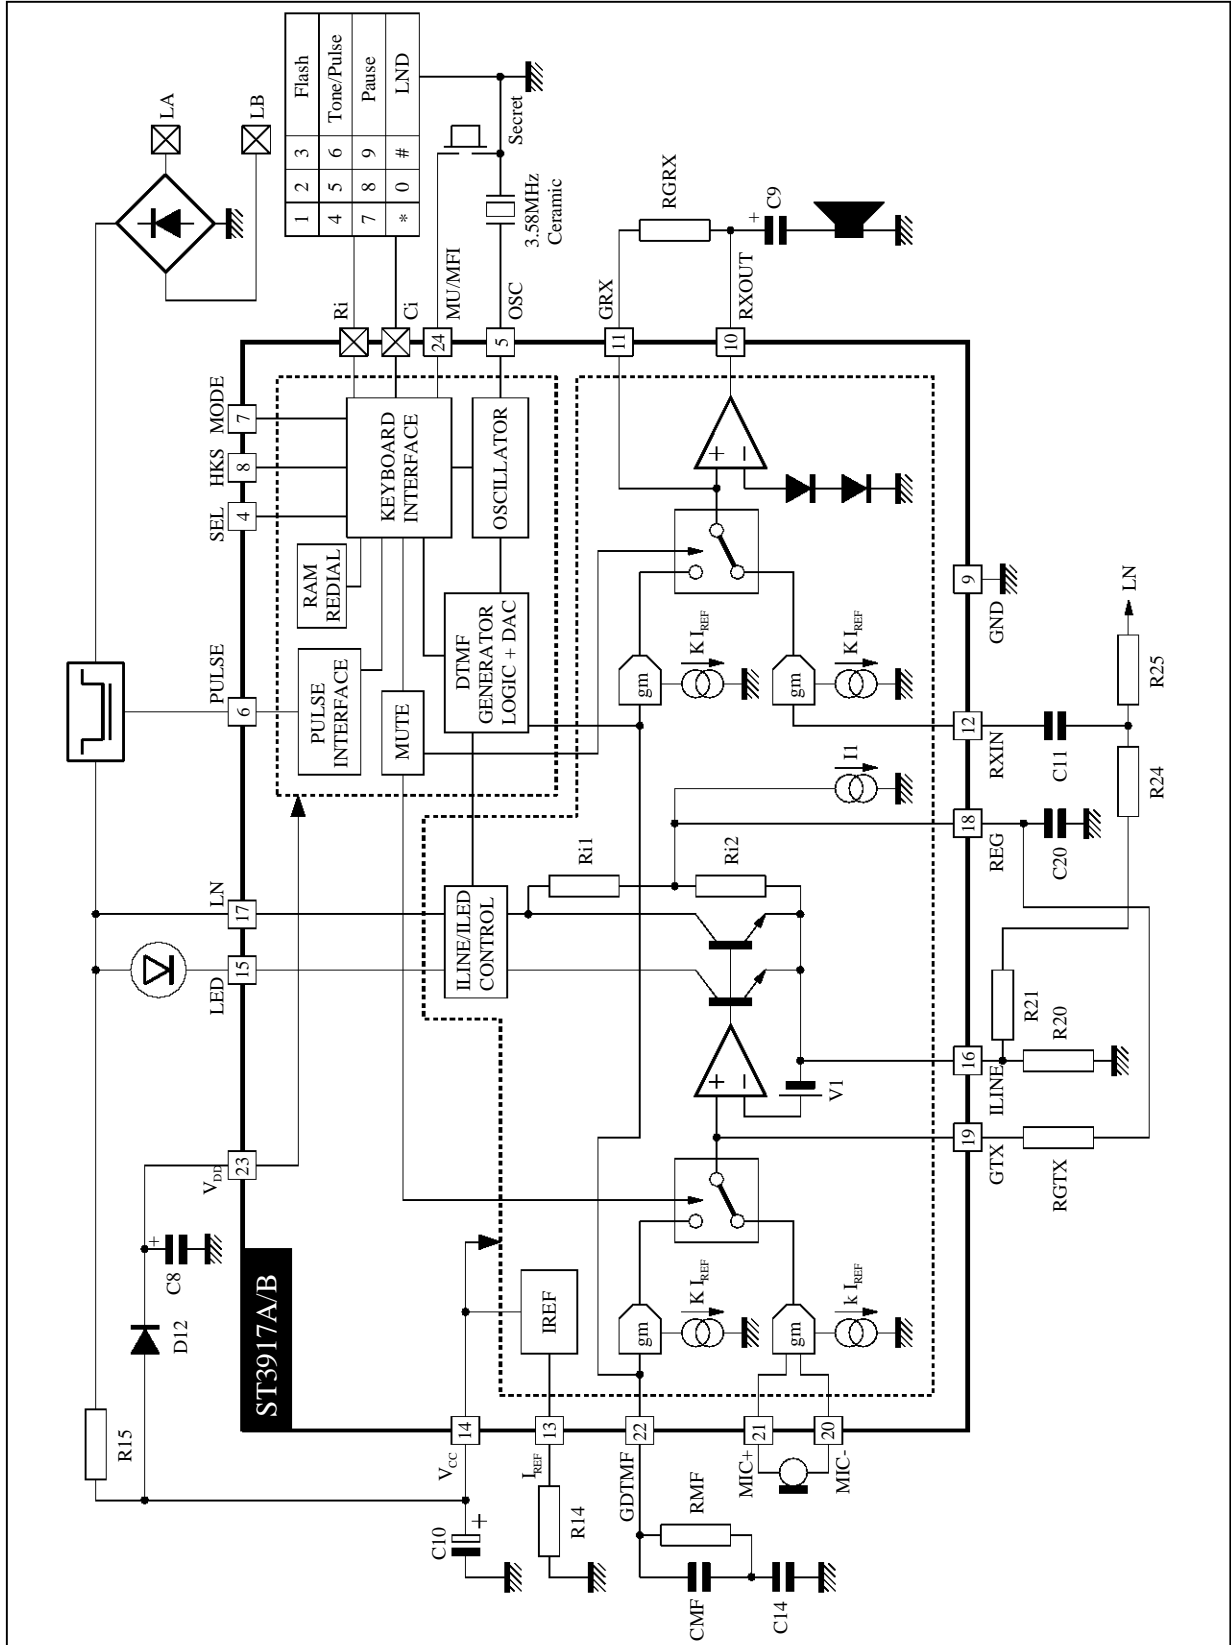 ST3917A/B
LA
LB
1 2 3 Flash
4 5 6 Tone/Pulse
7 8 9 Pause
* 0 # LND
Secret
3.58MHz
Ceramic
Ri
Ci
MU/MFI
24
OSC
5
GRX
11
RXOUT
10
RGRX
C9
+
MODE
7
HKS
8
SEL
4
PULSE
6
LN
17
LED
15
VDD
23
C8
+
D12
R15
KEYBOARD
INTERFACE
OSCILLATOR
RAM
REDIAL
PULSE
INTERFACE
MUTE
DTMF
GENERATOR
LOGIC + DAC
ILINE/ILED
CONTROL
IREF
gm
K IREF
gm
K IREF
gm
K IREF
gm
k IREF
I1
Ri1
Ri2
V1
+
−
+
−
VCC
14
C10
+
IREF
13
R14
GDTMF
22
RMF
CMF
C14
MIC+
21
MIC-
20
GTX
19
RGTX
ILINE
16
R21
R20
REG
18
C20
RXIN
12
C11
R24
R25
LN
GND
9